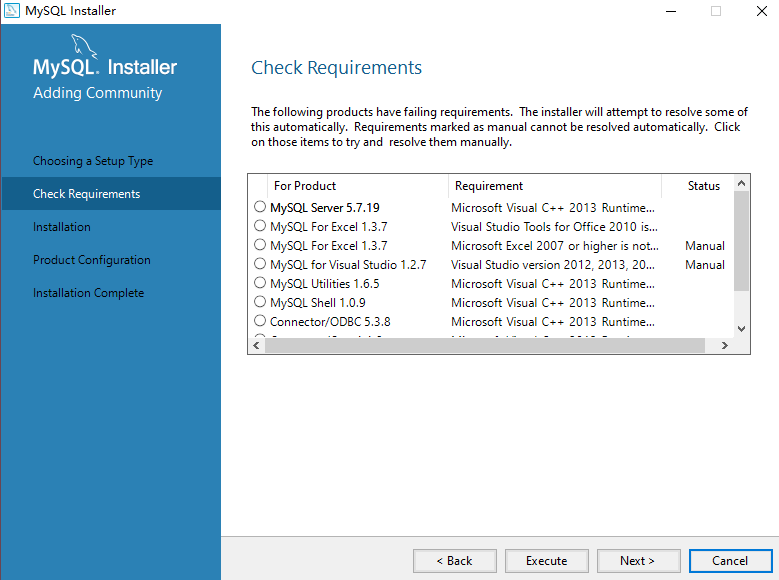 MySQL Installer
MySQL. Installer
Adding Community
Choosing a Setup Type
Check Requirements
Installation
Product Configuration
Installation Complete
Check Requirements
The following products have failing requirements. The installer will attempt to resolve some of
this automatically. Requirements marked as manual cannot be resolved automatically. Click
on those items to try and resolve them manually.
For Product Requirement Status
MySQL Server 5.7.19 Microsoft Visual C++ 2013 Runtime...
MySQL For Excel 1.3.7 Visual Studio Tools for Office 2010 is...
MySQL For Excel 1.3.7 Microsoft Excel 2007 or higher is not... Manual
MySQL for Visual Studio 1.2.7 Visual Studio version 2012, 2013, 20... Manual
MySQL Utilities 1.6.5 Microsoft Visual C++ 2013 Runtime...
MySQL Shell 1.0.9 Microsoft Visual C++ 2013 Runtime...
Connector/ODBC 5.3.8 Microsoft Visual C++ 2013 Runtime...
< Back Execute Next > Cancel